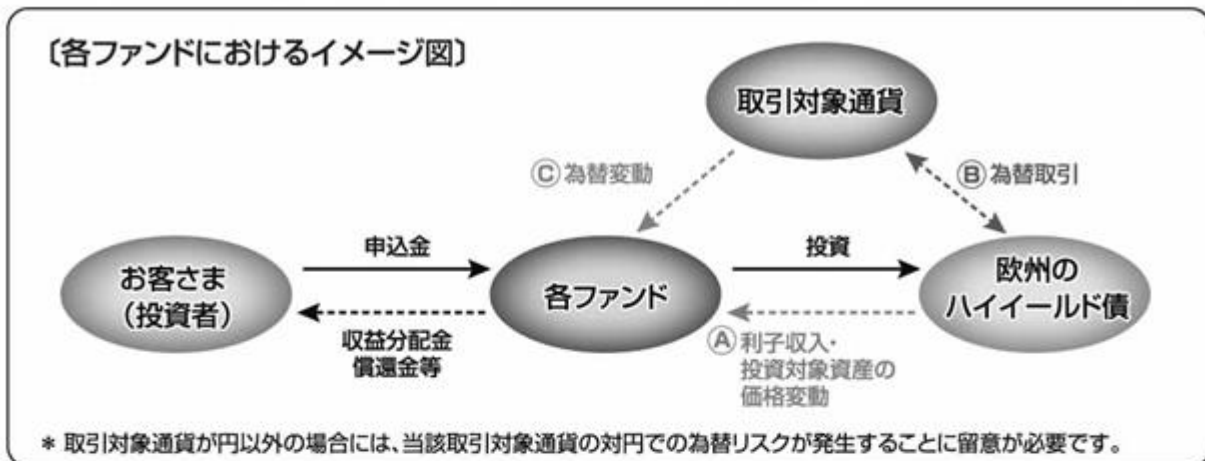 〔各ファンドにおけるイメージ図〕
取引対象通貨
Ⓒ為替変動
Ⓑ為替取引
申込金
投資
お客さま
（投資者）
各ファンド
欧州の
ハイイールド債
収益分配金
償還金等
Ⓐ利子収入・
投資対象資産の
価格変動
* 取引対象通貨が円以外の場合には、当該取引対象通貨の対円での為替リスクが発生することに留意が必要です。